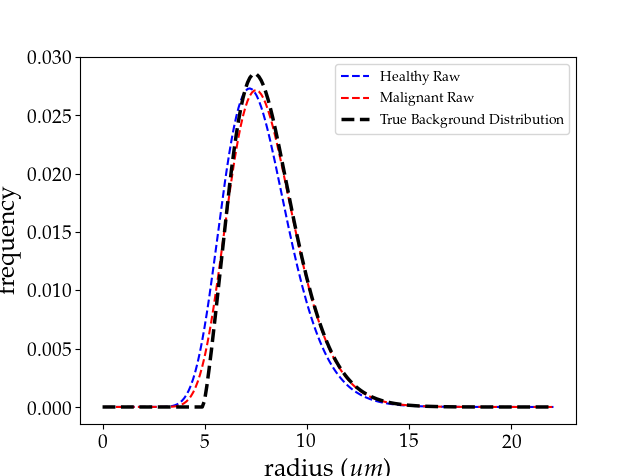 0.030
0.025
0.020
0.015
0.010
0.005
0.000
frequency
Healthy Raw
Malignant Raw
True Background Distribution
0 5 10 15 20
radius (um)